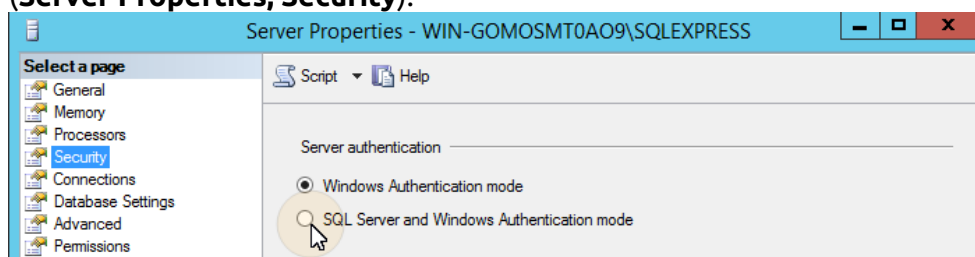 (Server Properties, Security).
Server Properties - WIN-GOMOSMT0AO9\SQLEXPRESS
Select a page
General
Memory
Processors
Security
Connections
Database Settings
Advanced
Permissions
Script Help
Server authentication
Windows Authentication mode
SQL Server and Windows Authentication mode